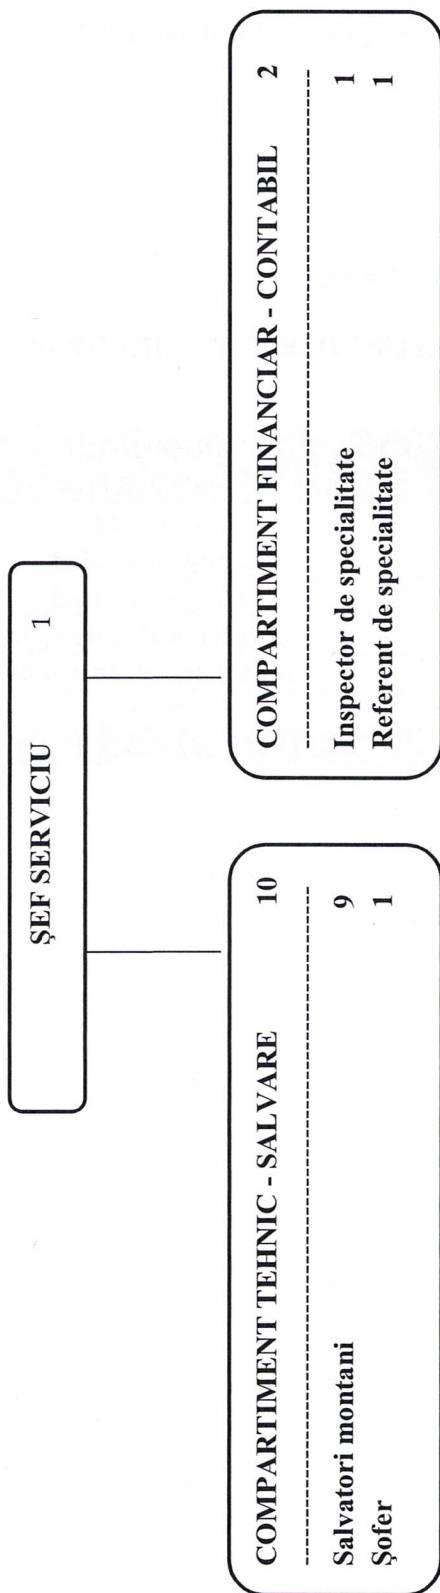 ŞEF SERVICIU 1
COMPARTIMENT TEHNIC - SALVARE 10
Salvatori montani 9
Şofer 1
COMPARTIMENT FINANCIAR - CONTABIL 2
Inspector de specialitate 1
Referent de specialitate 1